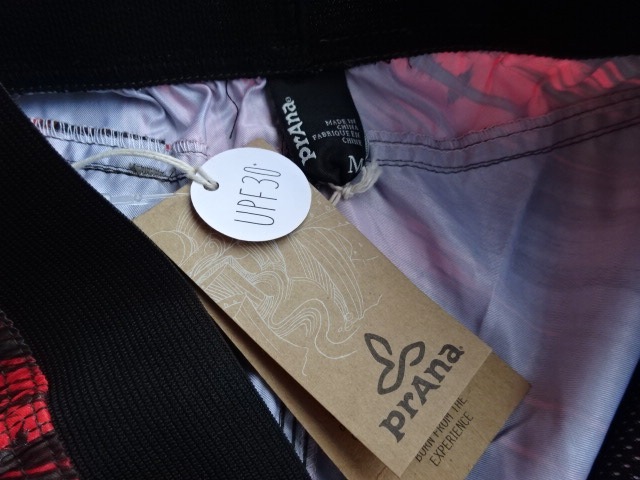 prAna
MADE IN
CHINA
FABRIQUÉ EN
CHINE
M
UPF30+
prAna
BORN FROM THE
EXPERIENCE